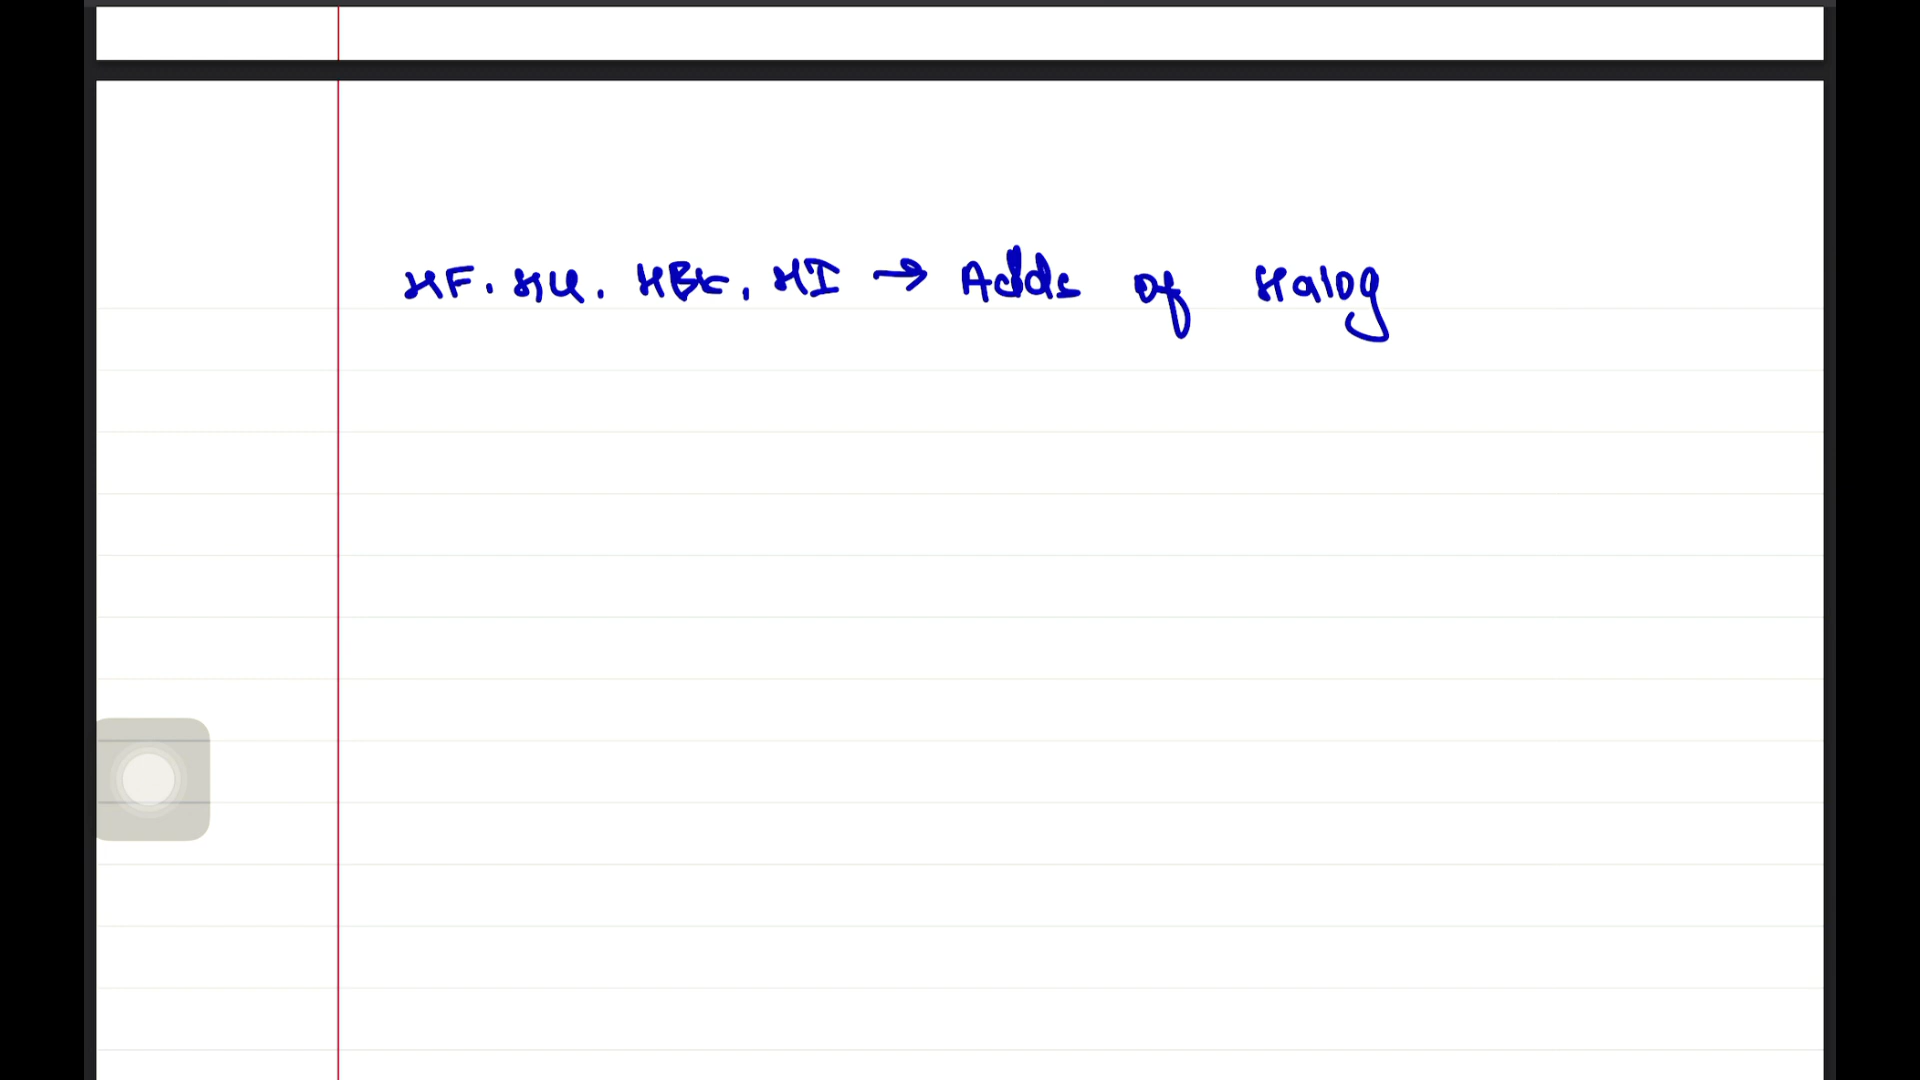 HF. HCl. HBr, HI → Acids of Halog